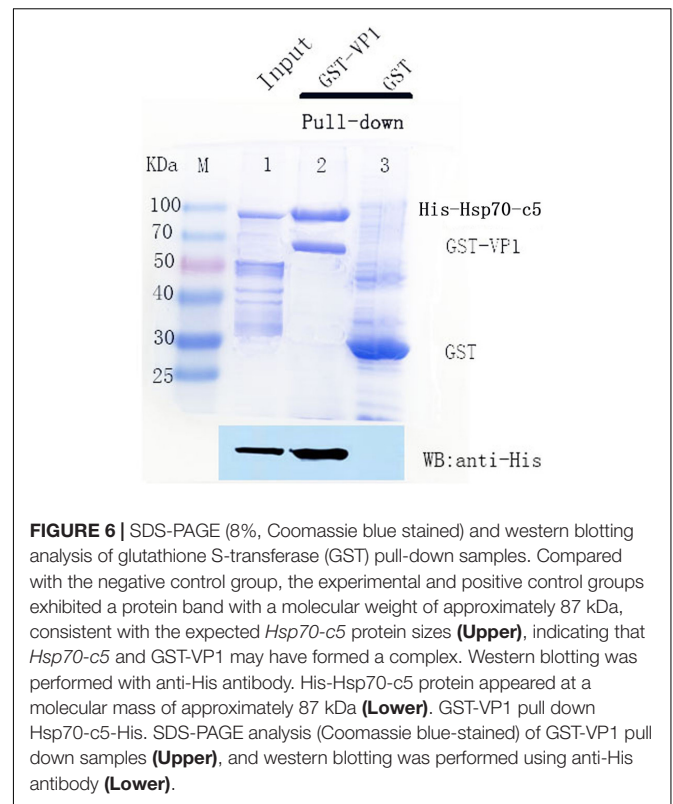 Input GST-VP1 GST
Pull-down
KDa M 1 2 3
100 His-Hsp70-c5
70 GST-VP1
50
40
30 GST
25
WB:anti-His
FIGURE 6 | SDS-PAGE (8%, Coomassie blue stained) and western blotting
analysis of glutathione S-transferase (GST) pull-down samples. Compared
with the negative control group, the experimental and positive control groups
exhibited a protein band with a molecular weight of approximately 87 kDa,
consistent with the expected Hsp70-c5 protein sizes (Upper), indicating that
Hsp70-c5 and GST-VP1 may have formed a complex. Western blotting was
performed with anti-His antibody. His-Hsp70-c5 protein appeared at a
molecular mass of approximately 87 kDa (Lower). GST-VP1 pull down
Hsp70-c5-His. SDS-PAGE analysis (Coomassie blue-stained) of GST-VP1 pull
down samples (Upper), and western blotting was performed using anti-His
antibody (Lower).